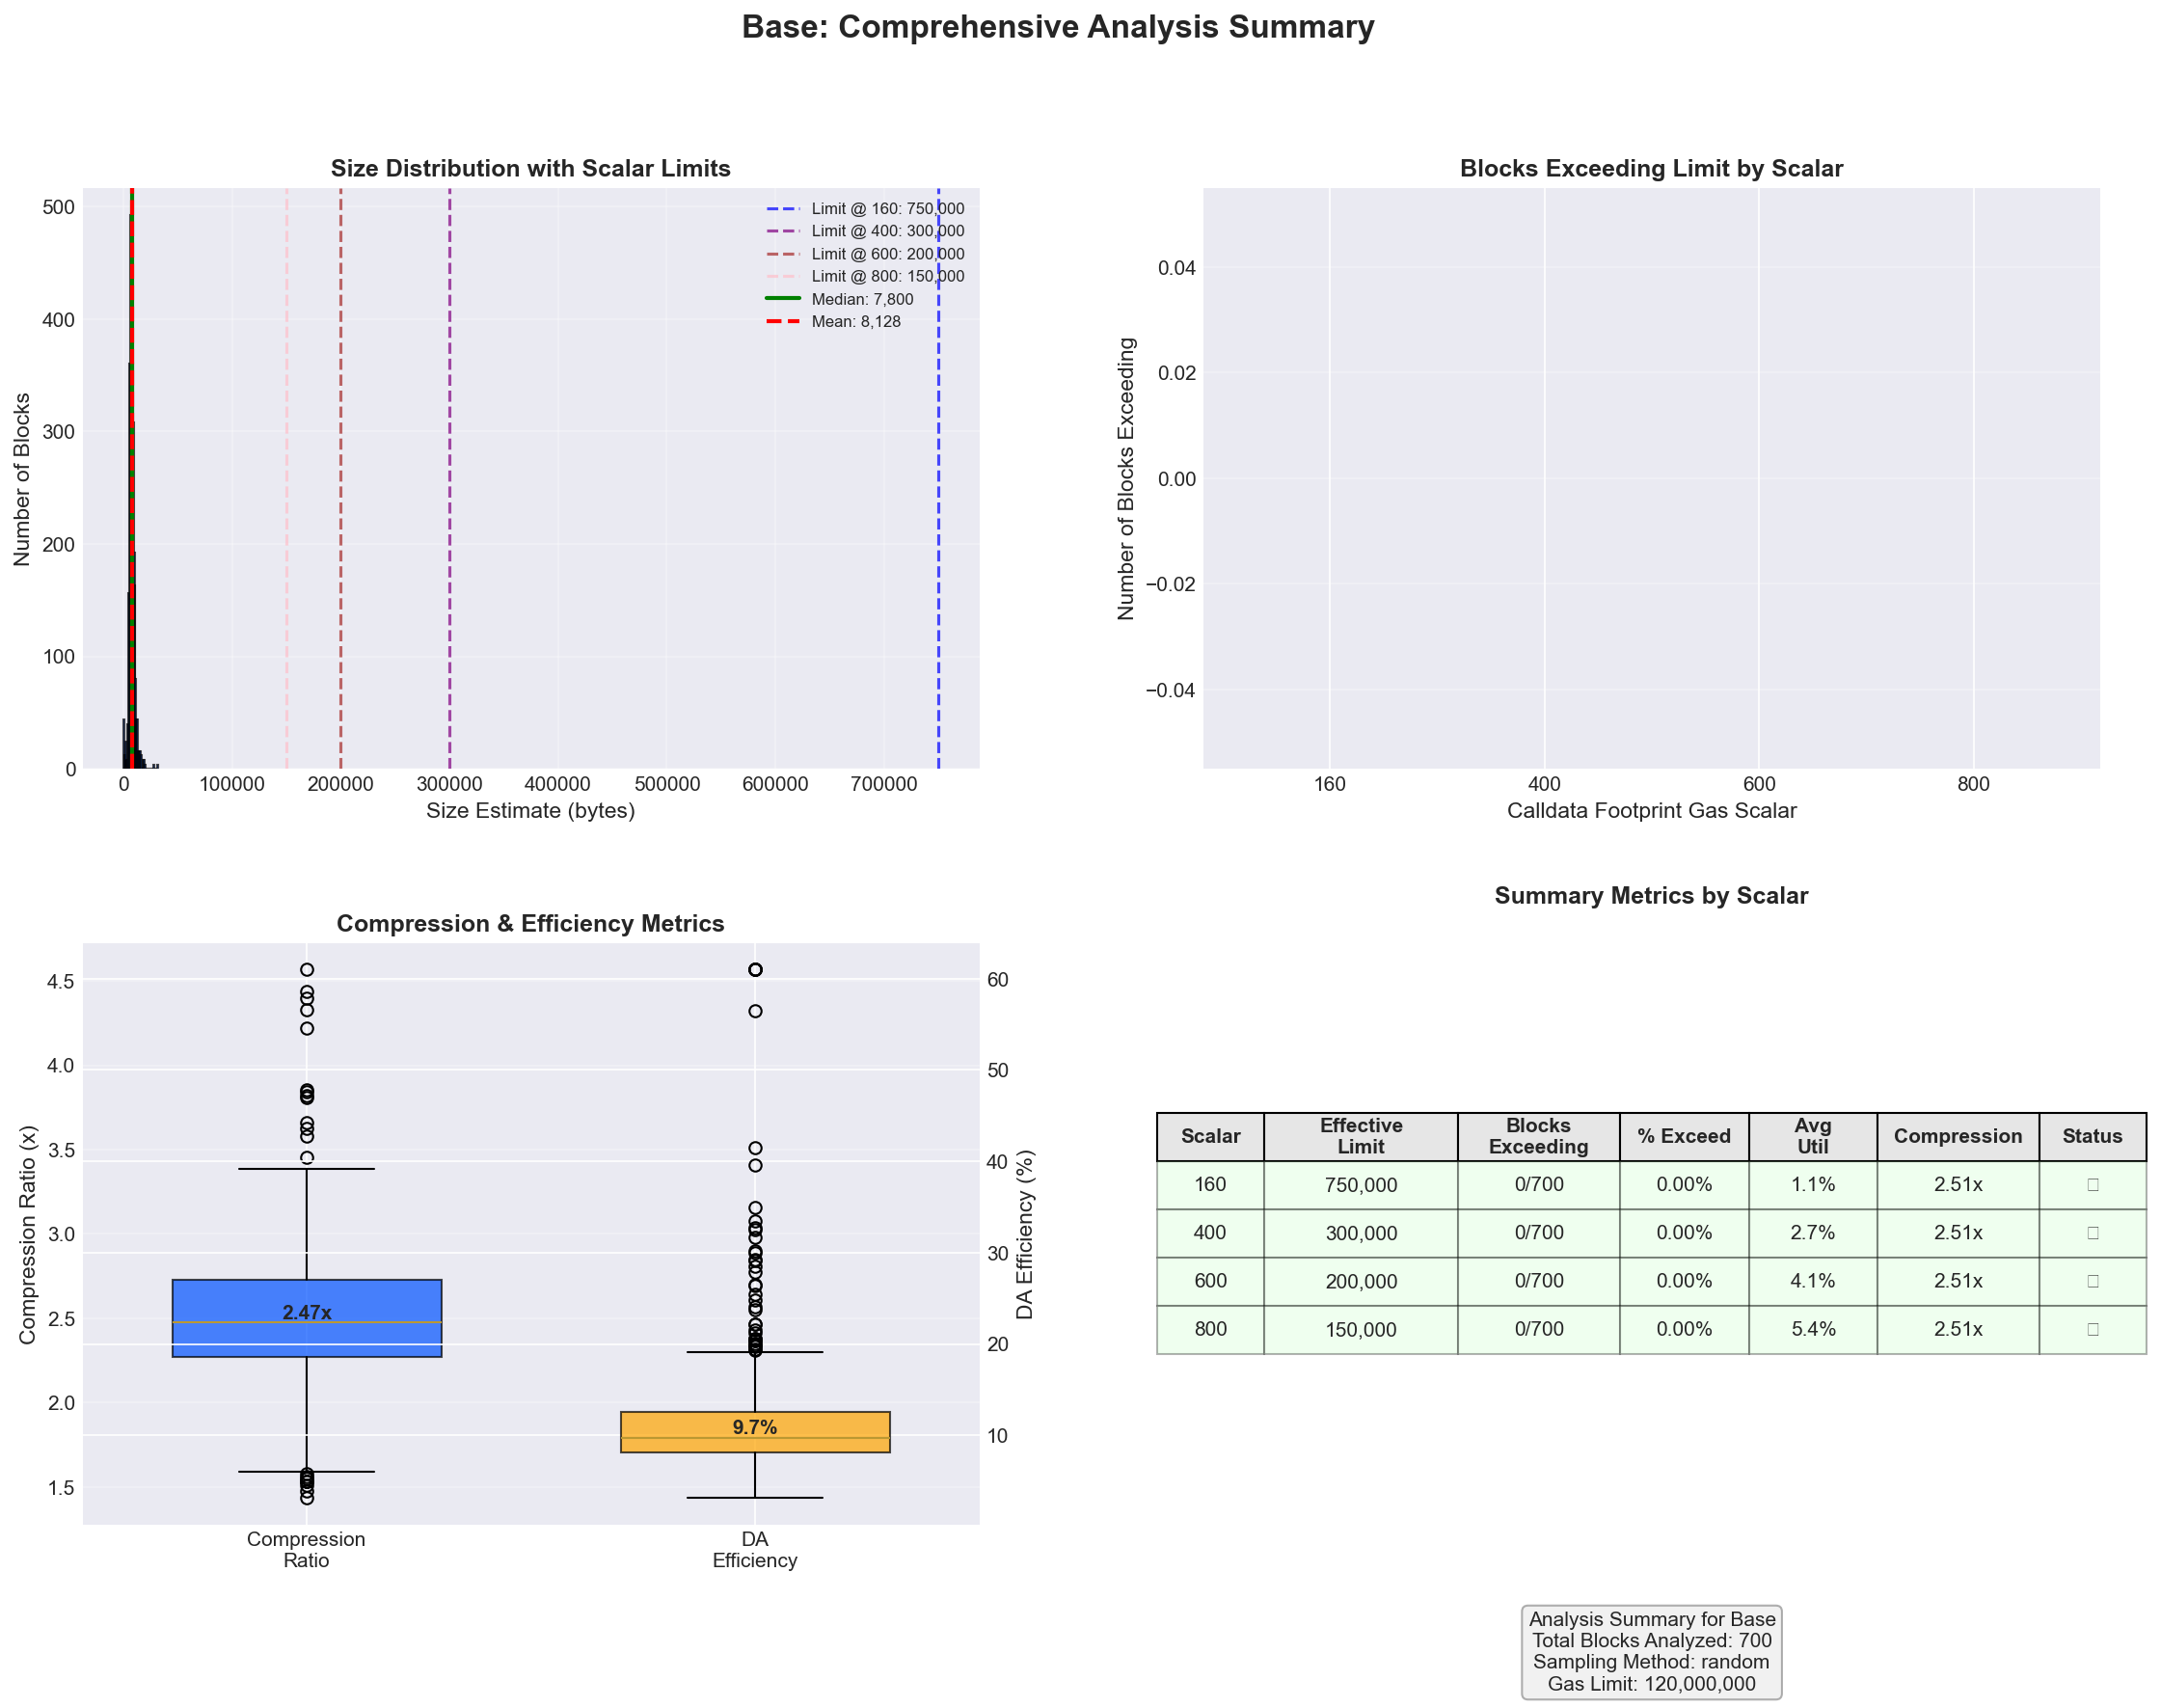 Base: Comprehensive Analysis Summary
Size Distribution with Scalar Limits
Number of Blocks
500
400
300
200
100
0
0 100000 200000 300000 400000 500000 600000 700000
Size Estimate (bytes)
Limit @ 160: 750,000
Limit @ 400: 300,000
Limit @ 600: 200,000
Limit @ 800: 150,000
Median: 7,800
Mean: 8,128
Blocks Exceeding Limit by Scalar
Number of Blocks Exceeding
0.04
0.02
0.00
−0.02
−0.04
160 400 600 800
Calldata Footprint Gas Scalar
Compression & Efficiency Metrics
Compression Ratio (x)
4.5
4.0
3.5
3.0
2.5
2.0
1.5
2.47x
9.7%
60
50
40
30
20
10
DA Efficiency (%)
Compression
Ratio
DA
Efficiency
Summary Metrics by Scalar
Scalar Effective Limit Blocks Exceeding % Exceed Avg Util Compression Status
160 750,000 0/700 0.00% 1.1% 2.51x
400 300,000 0/700 0.00% 2.7% 2.51x
600 200,000 0/700 0.00% 4.1% 2.51x
800 150,000 0/700 0.00% 5.4% 2.51x
Analysis Summary for Base
Total Blocks Analyzed: 700
Sampling Method: random
Gas Limit: 120,000,000